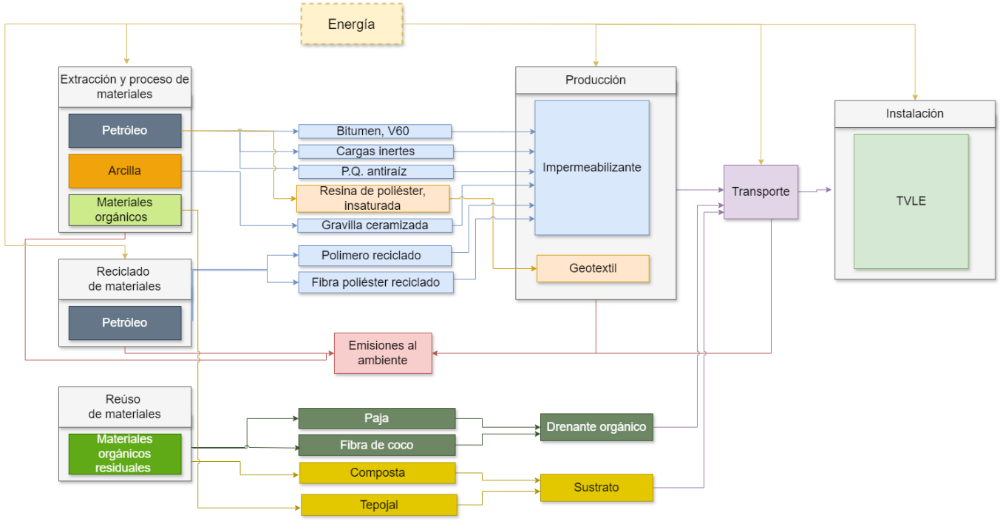 Energía
Extracción y proceso de
materiales
Petróleo
Arcilla
Materiales
orgánicos
Reciclado
de materiales
Petróleo
Reúso
de materiales
Materiales
orgánicos
residuales
Bitumen, V60
Cargas inertes
P.Q. antiraíz
Resina de poliéster,
insaturada
Gravilla ceramizada
Polimero reciclado
Fibra poliéster reciclado
Emisiones al
ambiente
Paja
Fibra de coco
Composta
Tepojal
Producción
Impermeabilizante
Geotextil
Drenante orgánico
Sustrato
Transporte
Instalación
TVLE